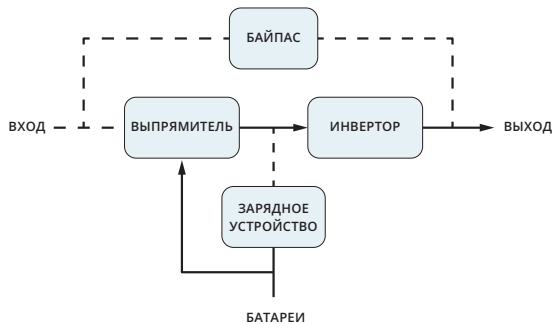 БАЙПАС
ВХОД
ВЫПРЯМИТЕЛЬ
ИНВЕРТОР
ВЫХОД
ЗАРЯДНОЕ
УСТРОЙСТВО
БАТАРЕИ